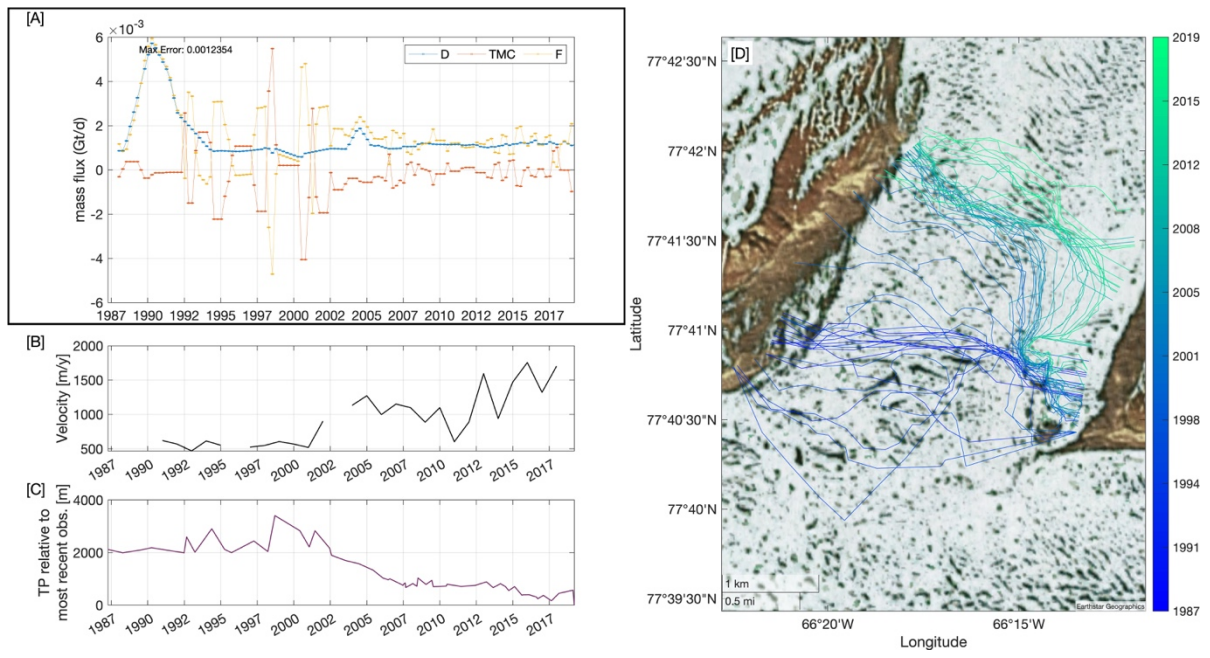 [A]
×10⁻³
Max Error: 0.0012354
D TMC F
6
4
2
0
-2
-4
-6
mass flux (Gt/d)
1987 1990 1992 1995 1997 2000 2002 2005 2007 2010 2012 2015 2017
[B]
2000
1500
1000
500
Velocity [m/y]
1987 1990 1992 1995 1997 2000 2002 2005 2007 2010 2012 2015 2017
[C]
4000
2000
0
TP relative to
most recent obs. [m]
1987 1990 1992 1995 1997 2000 2002 2005 2007 2010 2012 2015 2017
[D]
77°42'30"N
77°42'N
77°41'30"N
77°41'N
77°40'30"N
77°40'N
77°39'30"N
Latitude
1 km
0.5 mi
Earthstar Geographics
66°20'W 66°15'W
Longitude
2019
2015
2012
2008
2005
2001
1998
1994
1991
1987